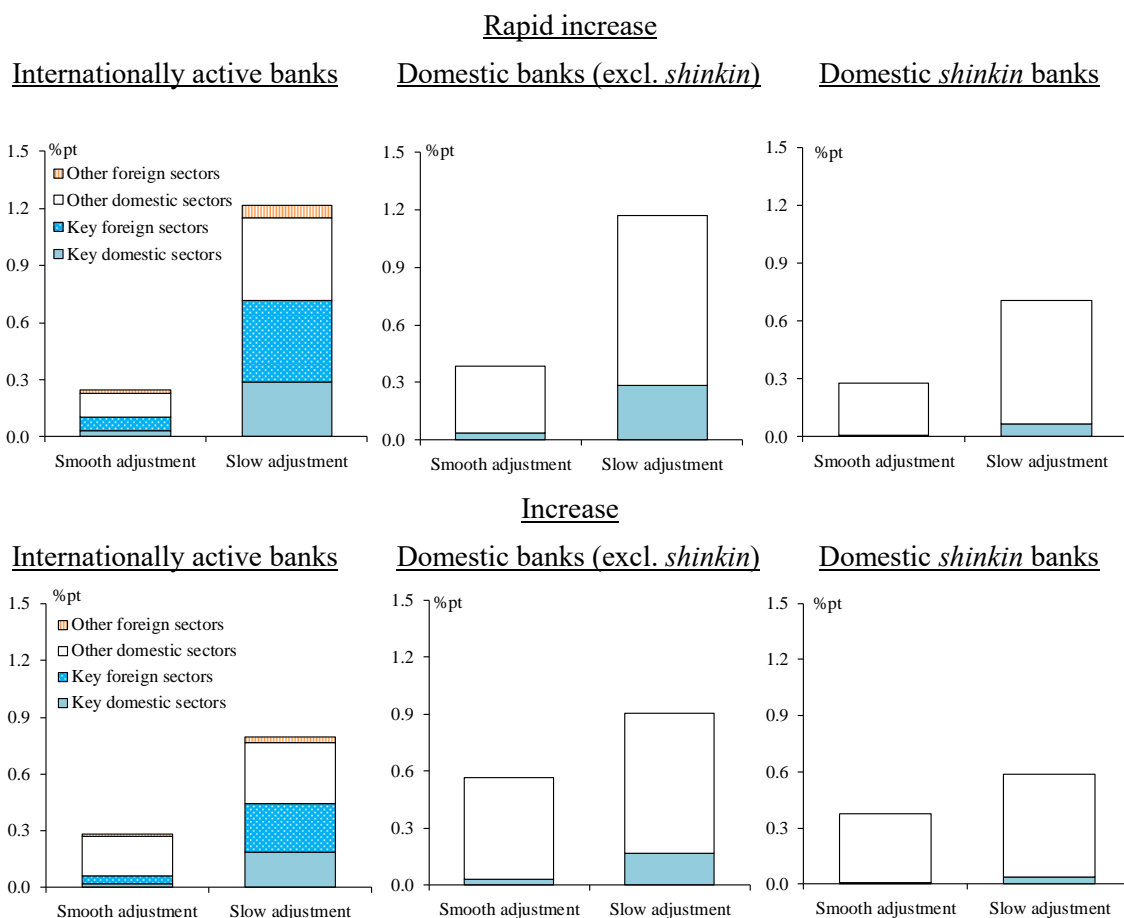 Rapid increase
Internationally active banks
Domestic banks (excl. shinkin)
Domestic shinkin banks
%pt
1.5
1.2
0.9
0.6
0.3
0.0
Other foreign sectors
Other domestic sectors
Key foreign sectors
Key domestic sectors
Smooth adjustment Slow adjustment
%pt
1.5
1.2
0.9
0.6
0.3
0.0
Smooth adjustment Slow adjustment
%pt
1.5
1.2
0.9
0.6
0.3
0.0
Smooth adjustment Slow adjustment
Increase
Internationally active banks
Domestic banks (excl. shinkin)
Domestic shinkin banks
%pt
1.5
1.2
0.9
0.6
0.3
0.0
Other foreign sectors
Other domestic sectors
Key foreign sectors
Key domestic sectors
Smooth adjustment Slow adjustment
%pt
1.5
1.2
0.9
0.6
0.3
0.0
Smooth adjustment Slow adjustment
%pt
1.5
1.2
0.9
0.6
0.3
0.0
Smooth adjustment Slow adjustment